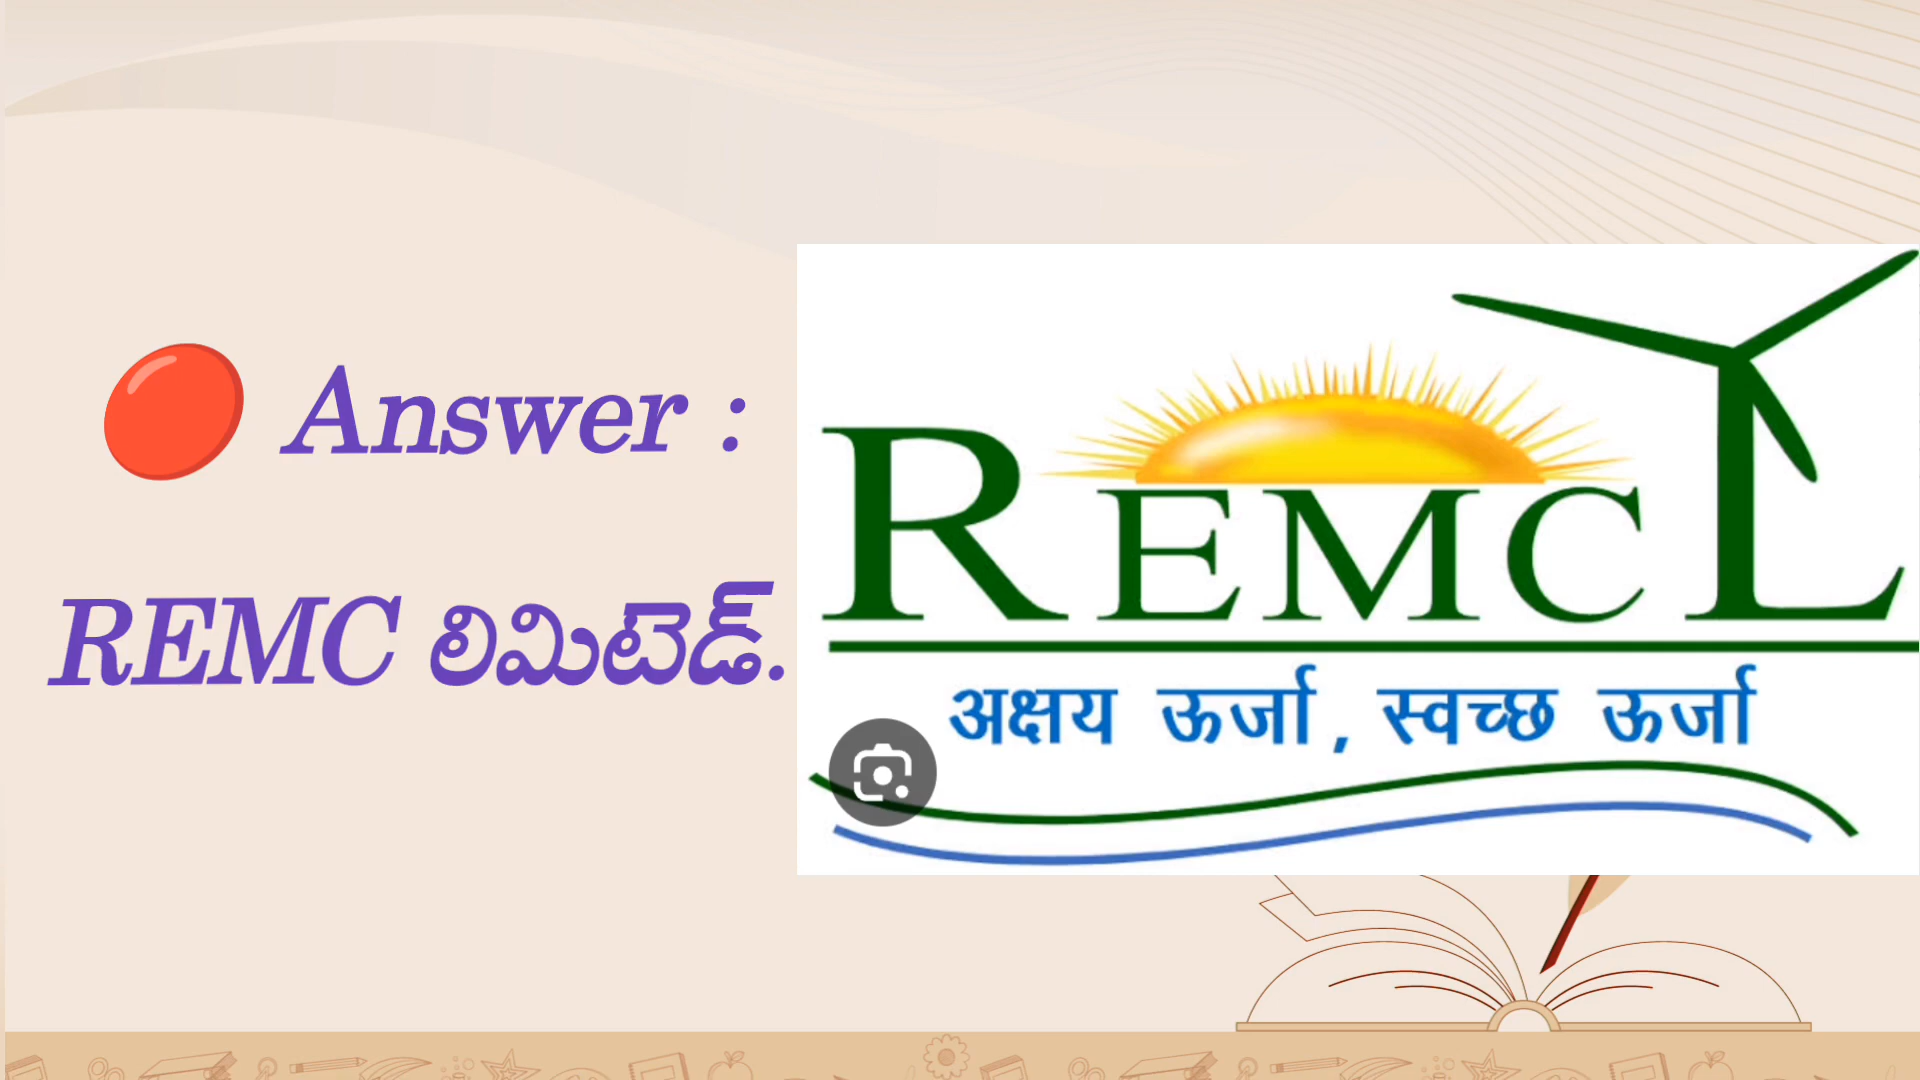 Answer :
REMC లిమిటెడ్.
REMCL
अक्षय ऊर्जा, स्वच्छ ऊर्जा